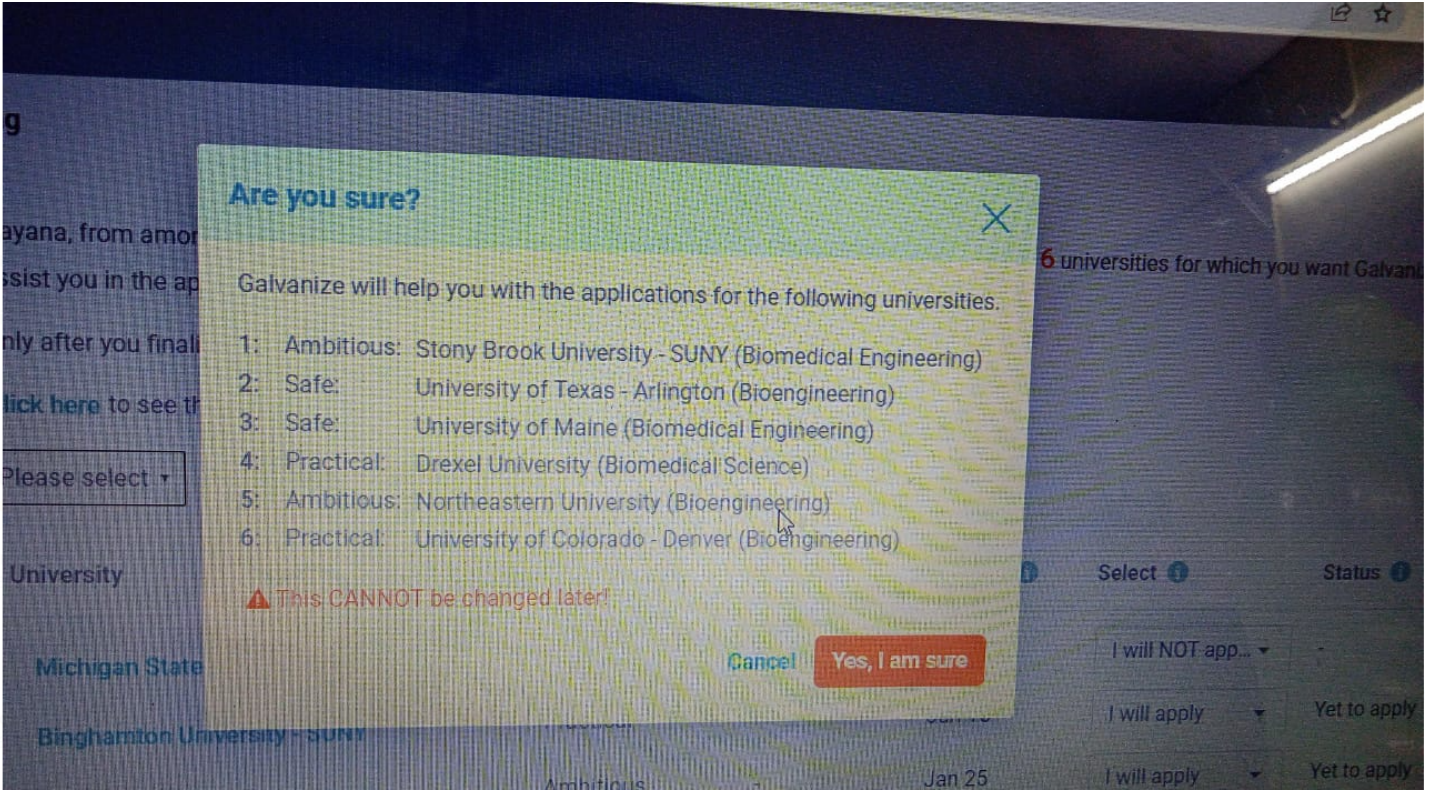 g
Are you sure?
ayana, from amor
6 universities for which you want Galvani
ssist you in the ap
Galvanize will help you with the applications for the following universities.
nly after you finali
1: Ambitious: Stony Brook University - SUNY (Biomedical Engineering)
2: Safe: University of Texas - Arlington (Bioengineering)
lick here to see th
3: Safe: University of Maine (Biomedical Engineering)
4: Practical: Drexel University (Biomedical Science)
Please select
5: Ambitious: Northeastern University (Bioengineering)
6: Practical: University of Colorado - Denver (Bioengineering)
University
Select
Status
This CANNOT be changed later!
Cancel
Yes, I am sure
Michigan State
I will NOT app... -
Binghamton University - SUNY
I will apply
Yet to apply
Ambitious
Jan 25
I will apply
Yet to apply